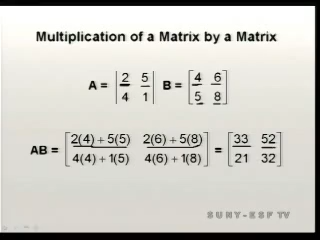 Multiplication of a Matrix by a Matrix
A = | 2 5 | B = [ 4 6 ]
4 1 5 8
AB = [ 2(4) + 5(5) 2(6) + 5(8) ] = [ 33 52 ]
4(4) + 1(5) 4(6) + 1(8) 21 32
SUNY-ESF TV